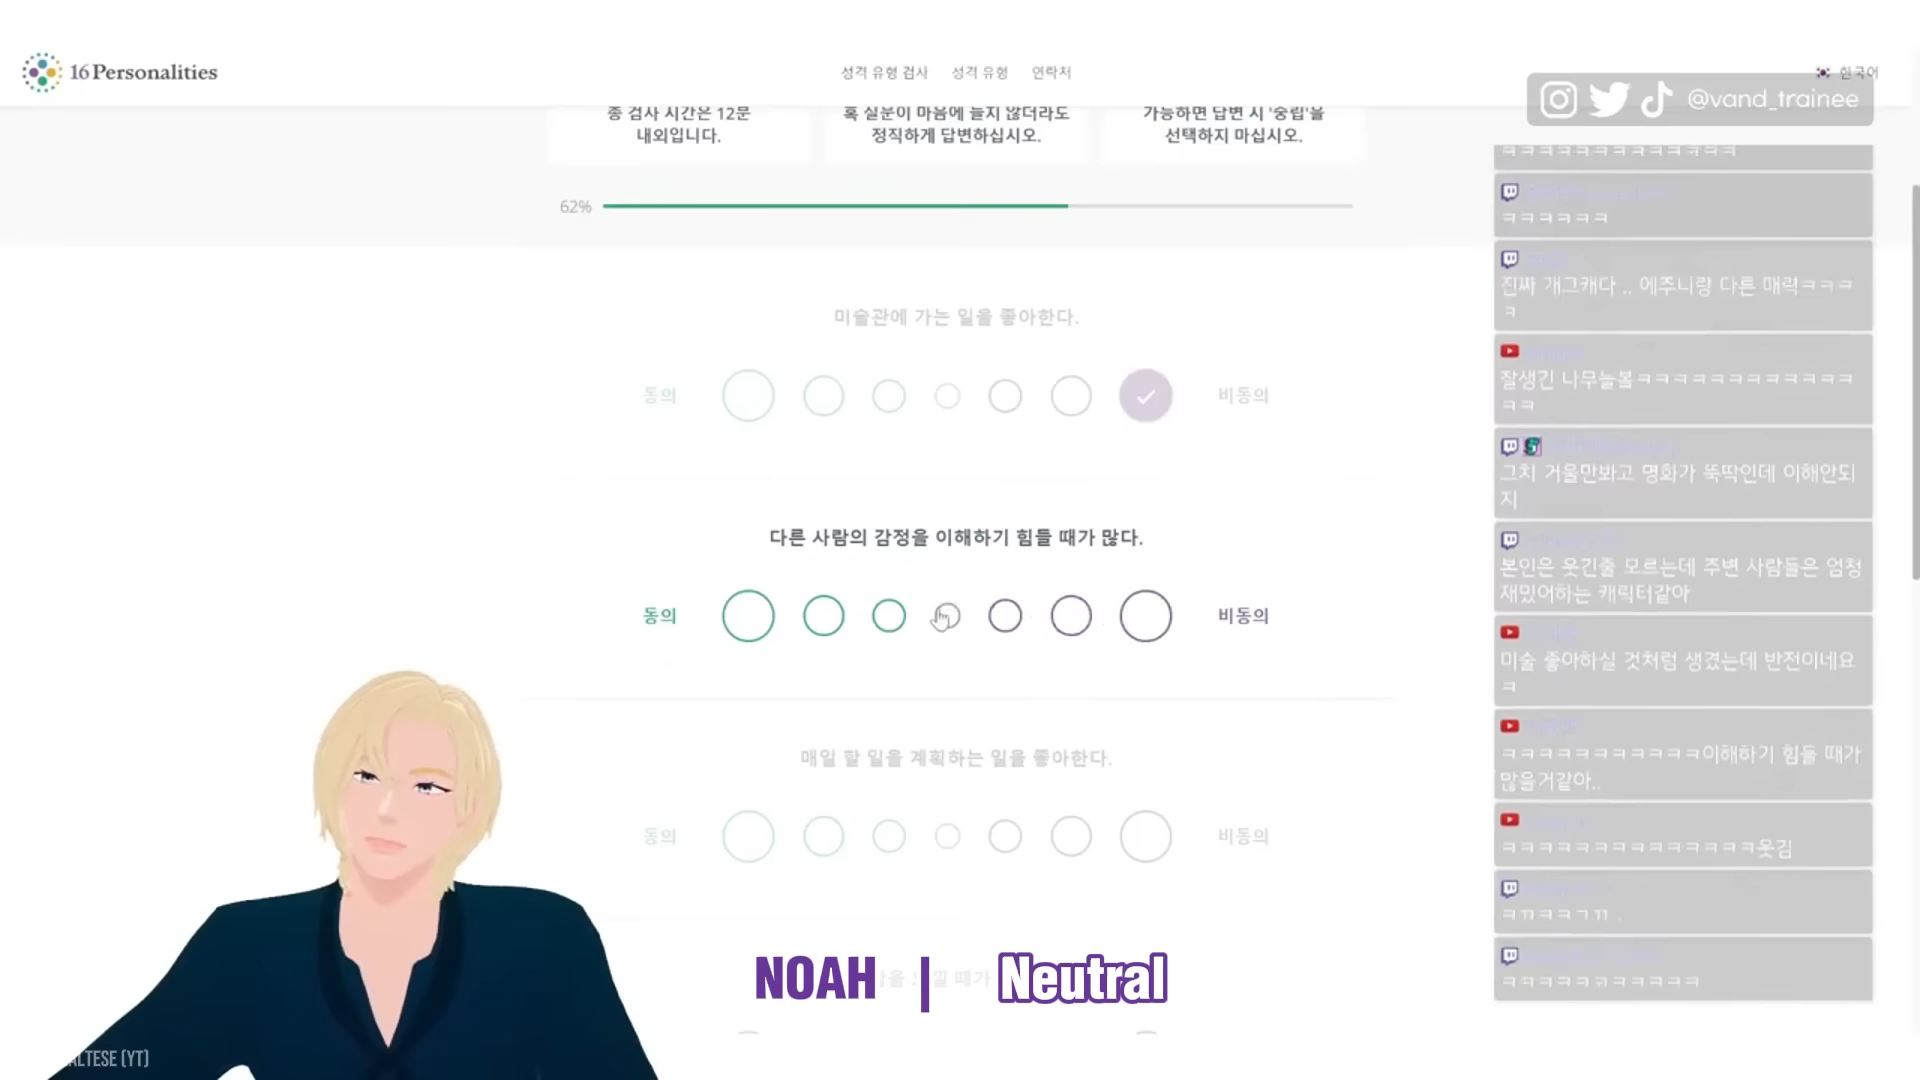 16Personalities
성격 유형 검사
성격 유형
연락처
한국어
@vand_trainee
총 검사 시간은 12분
내외입니다.
혹 질문이 마음에 들지 않더라도
정직하게 답변하십시오.
가능하면 답변 시 '중립'을
선택하지 마십시오.
62%
미술관에 가는 일을 좋아한다.
동의
비동의
다른 사람의 감정을 이해하기 힘들 때가 많다.
동의
비동의
매일 할 일을 계획하는 일을 좋아한다.
동의
비동의
ㅋㅋㅋㅋㅋㅋㅋㅋㅋㅋㅋㅋㅋ
ㅋㅋㅋㅋㅋㅋ
진짜 개그캐다 .. 에주니랑 다른 매력ㅋㅋㅋ
ㅋ
잘생긴 나무늘봄ㅋㅋㅋㅋㅋㅋㅋㅋㅋㅋㅋㅋ
ㅋㅋ
그치 거울만봐고 명화가 뚝딱인데 이해안되
지
본인은 웃긴줄 모르는데 주변 사람들은 엄청
재밌어하는 캐릭터같아
미술 좋아하실 것처럼 생겼는데 반전이네요
ㅋ
ㅋㅋㅋㅋㅋㅋㅋㅋㅋㅋㅋ이해하기 힘들 때가
많을거같아..
ㅋㅋㅋㅋㅋㅋㅋㅋㅋㅋㅋㅋㅋㅋ웃김
ㅋㄲㅋㅋㄱㄲ .
NOAH | Neutral
ALTESE (YT)